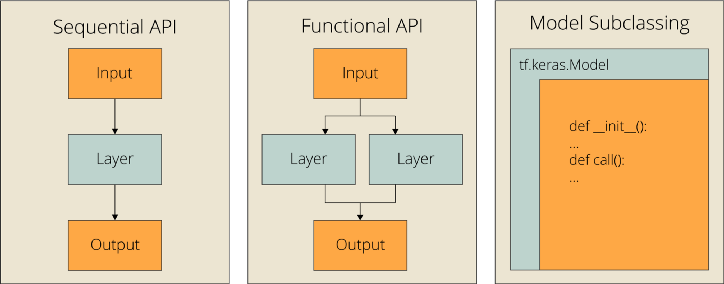 Sequential API
Input
Layer
Output
Functional API
Input
Layer
Layer
Output
Model Subclassing
tf.keras.Model
def __init__():
...
def call():
...